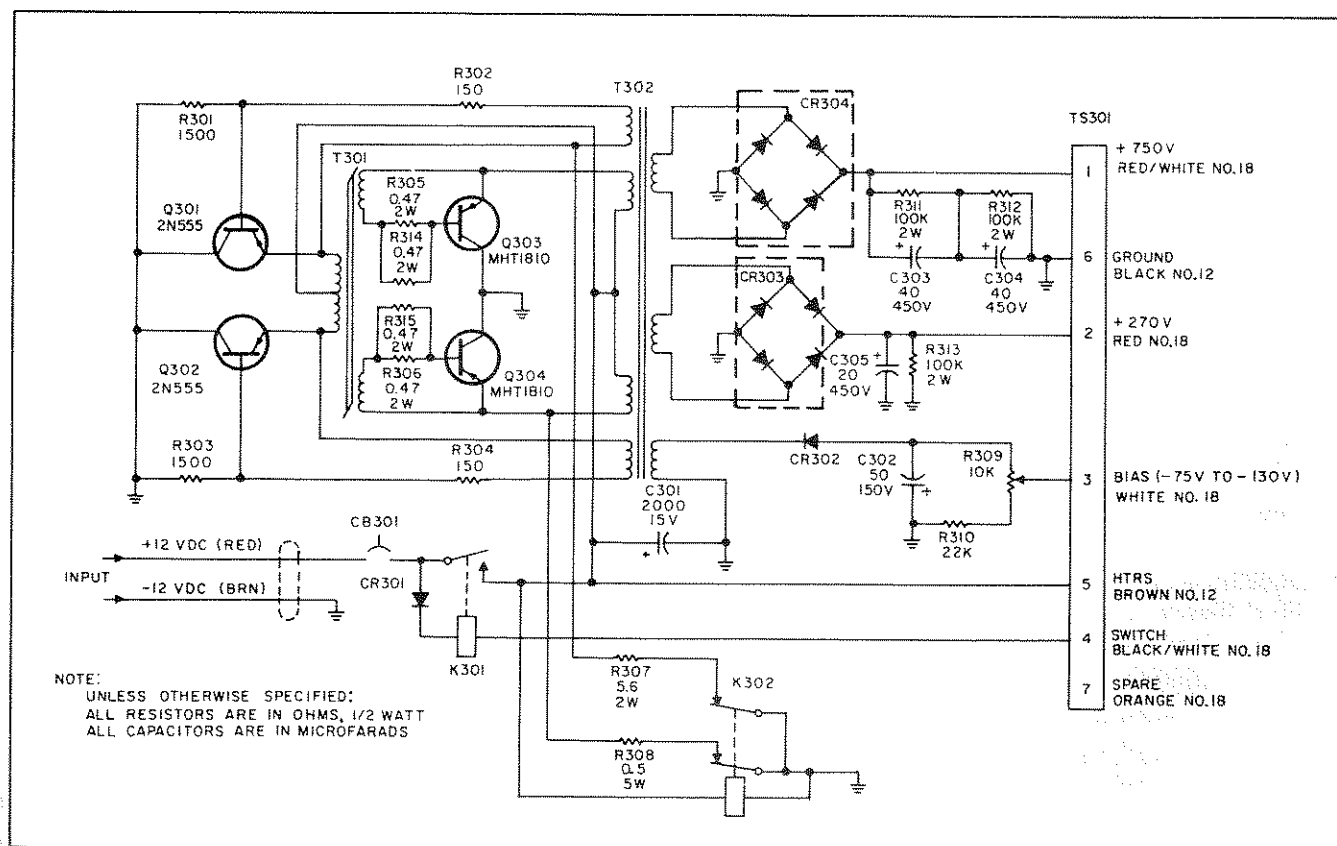 R302
150
T302
CR304
TS301
R301
1500
+ 750V
1
RED/WHITE NO.18
T301
R305
0.47
2W
R311
100K
2W
R312
100K
2W
Q301
2N555
R314
0.47
2W
Q303
MHT1810
+
C303
40
450V
+
C304
40
450V
6
GROUND
BLACK NO.12
CR303
R315
0.47
2W
+ 270V
2
RED NO.18
Q302
2N555
R306
0.47
2W
Q304
MHT1810
C305
20
450V
+
R313
100K
2W
R303
1500
R304
150
CR302
C302
50
150V
+
R309
10K
3
BIAS (-75V TO -130V)
WHITE NO.18
C301
2000
15V
+
R310
22K
CB301
+12 VDC (RED)
INPUT
-12 VDC (BRN)
CR301
5
HTRS
BROWN NO.12
K301
4
SWITCH
BLACK/WHITE NO.18
R307
5.6
2W
K302
7
SPARE
ORANGE NO.18
NOTE:
UNLESS OTHERWISE SPECIFIED:
ALL RESISTORS ARE IN OHMS, 1/2 WATT
ALL CAPACITORS ARE IN MICROFARADS
R308
0.5
5W